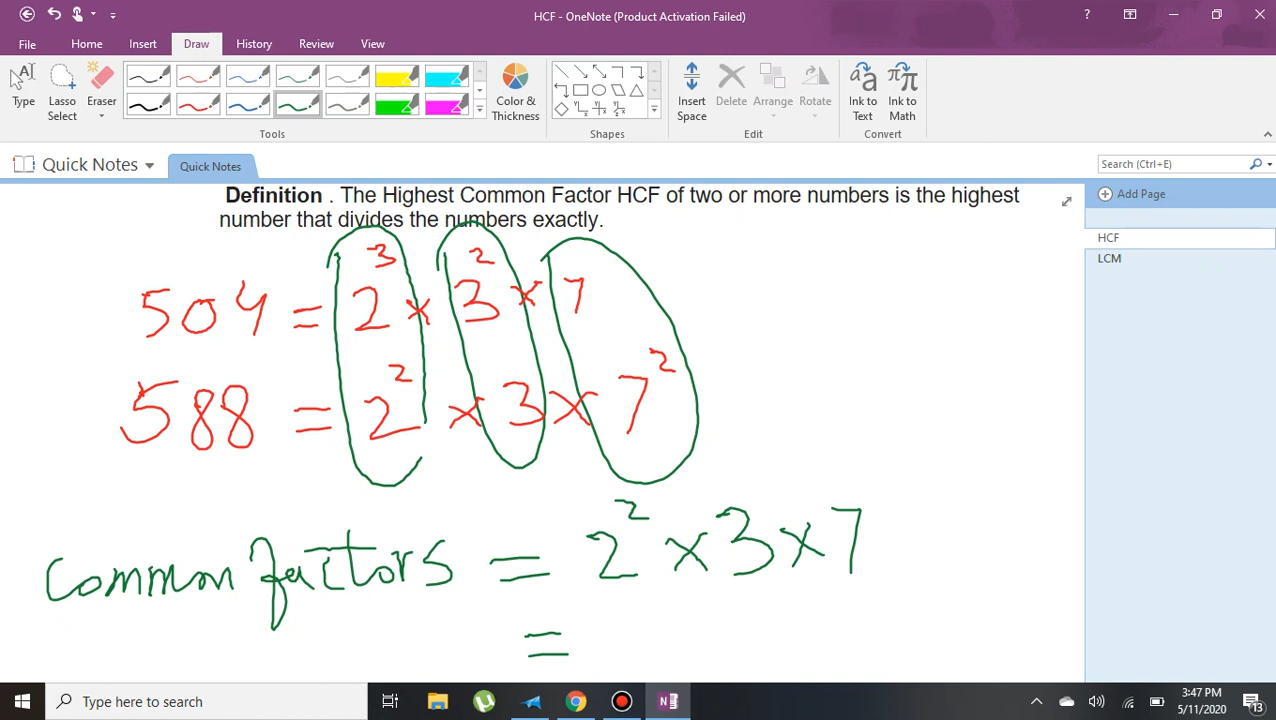 HCF - OneNote (Product Activation Failed)
?
File Home Insert Draw History Review View
Type Lasso Select Eraser Color & Thickness Insert Space Delete Arrange Rotate Ink to Text Ink to Math
Tools Shapes Edit Convert
Quick Notes Quick Notes Search (Ctrl+E)
Add Page
HCF
LCM
Definition . The Highest Common Factor HCF of two or more numbers is the highest
number that divides the numbers exactly.
504 = 2³ × 3² × 7
588 = 2² × 3 × 7²
Common factors = 2² × 3 × 7
=
Type here to search
3:47 PM
5/11/2020
13